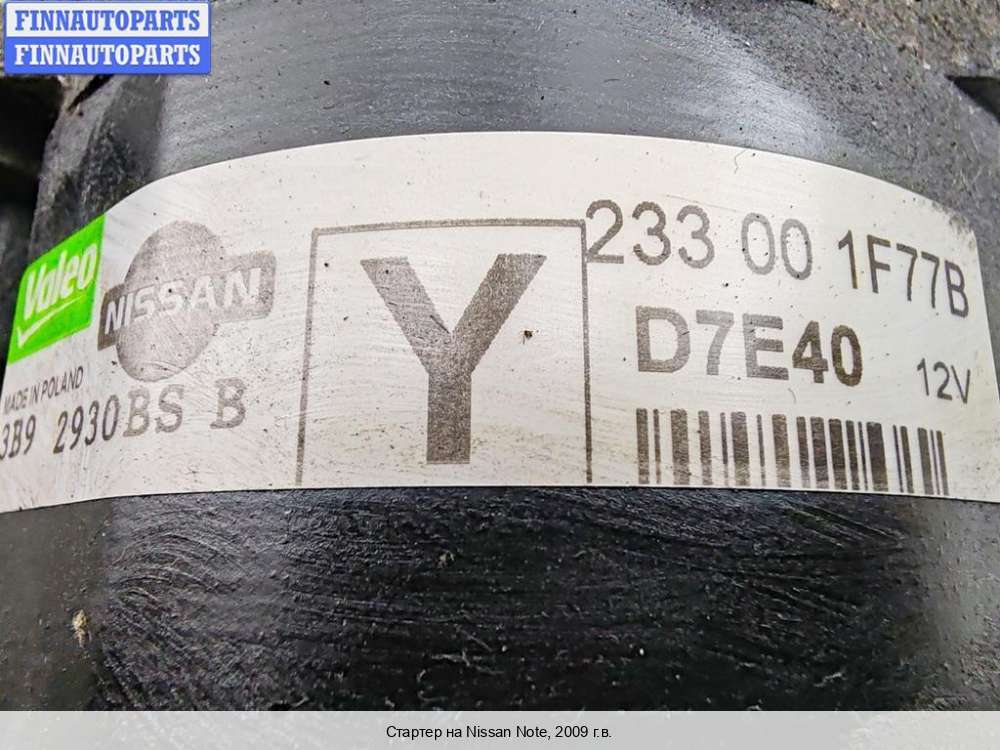 FINNAUTOPARTS
FINNAUTOPARTS
Valeo
NISSAN
MADE IN POLAND
3B9 2930BS B
Y
233 00 1F77B
D7E40
12V
Стартер на Nissan Note, 2009 г.в.